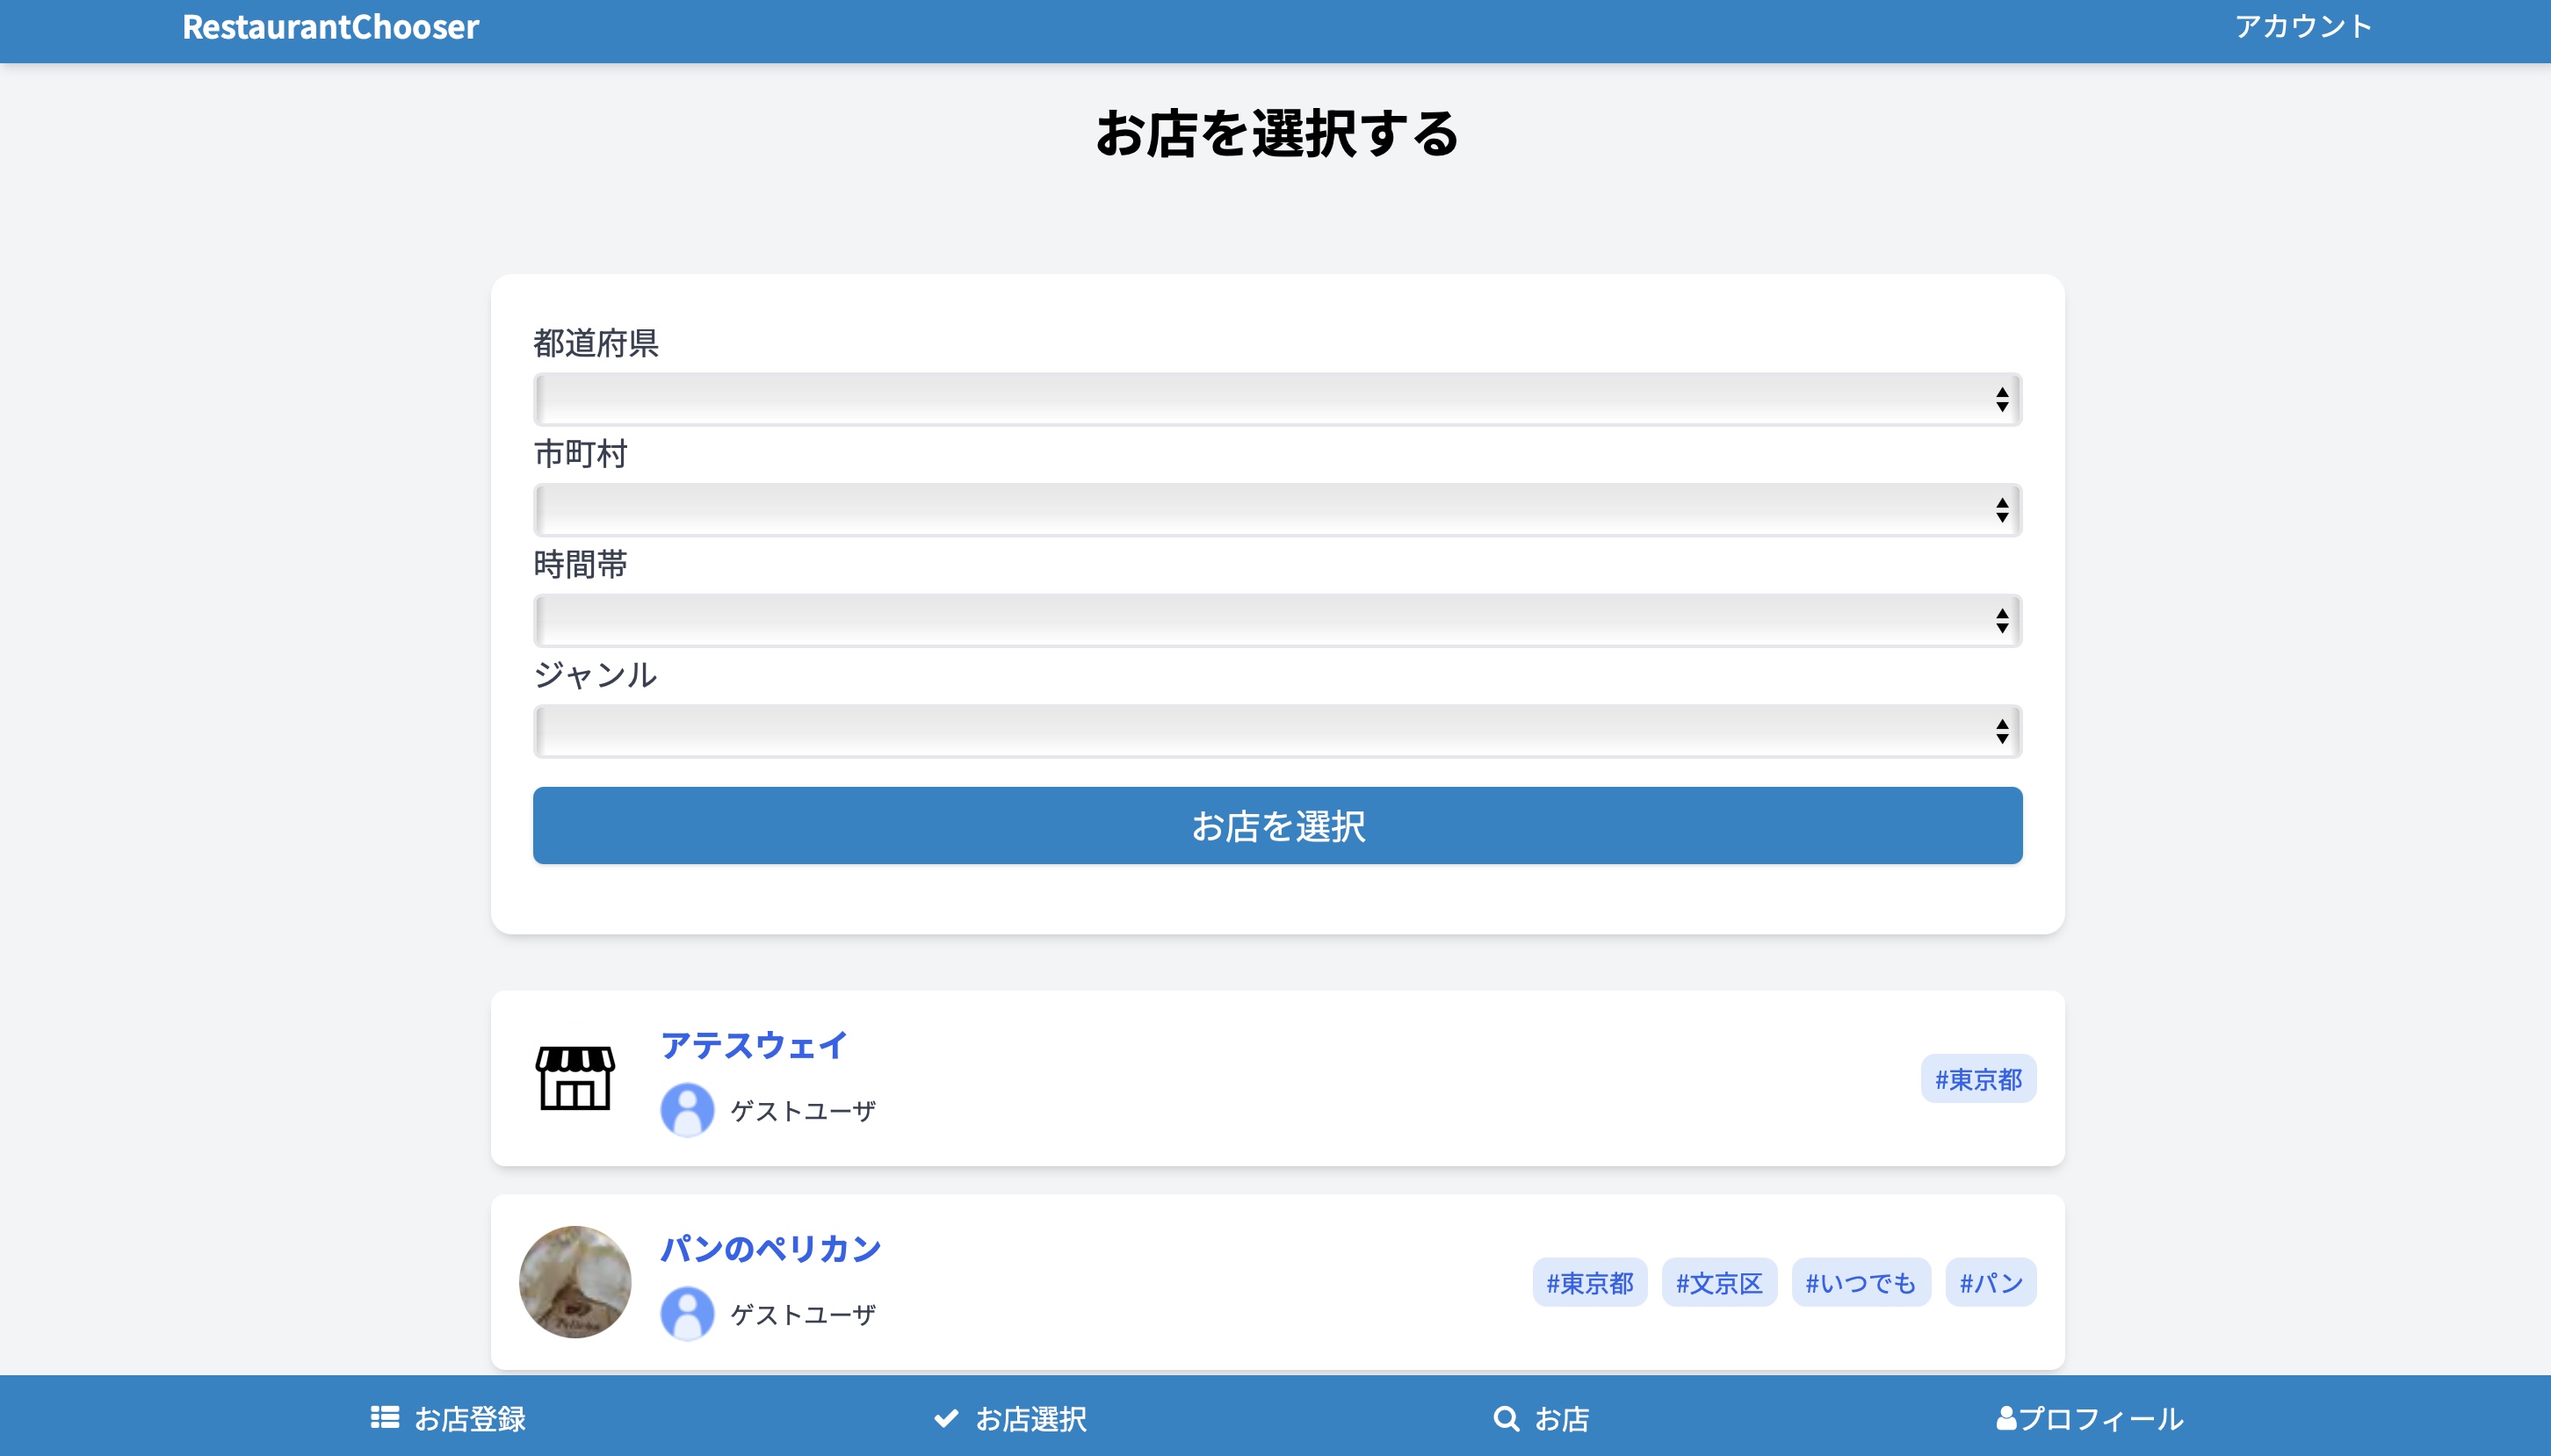 RestaurantChooser
アカウント
お店を選択する
都道府県
市町村
時間帯
ジャンル
お店を選択
アテスウェイ
ゲストユーザ
#東京都
パンのペリカン
ゲストユーザ
#東京都 #文京区 #いつでも #パン
お店登録
お店選択
お店
プロフィール